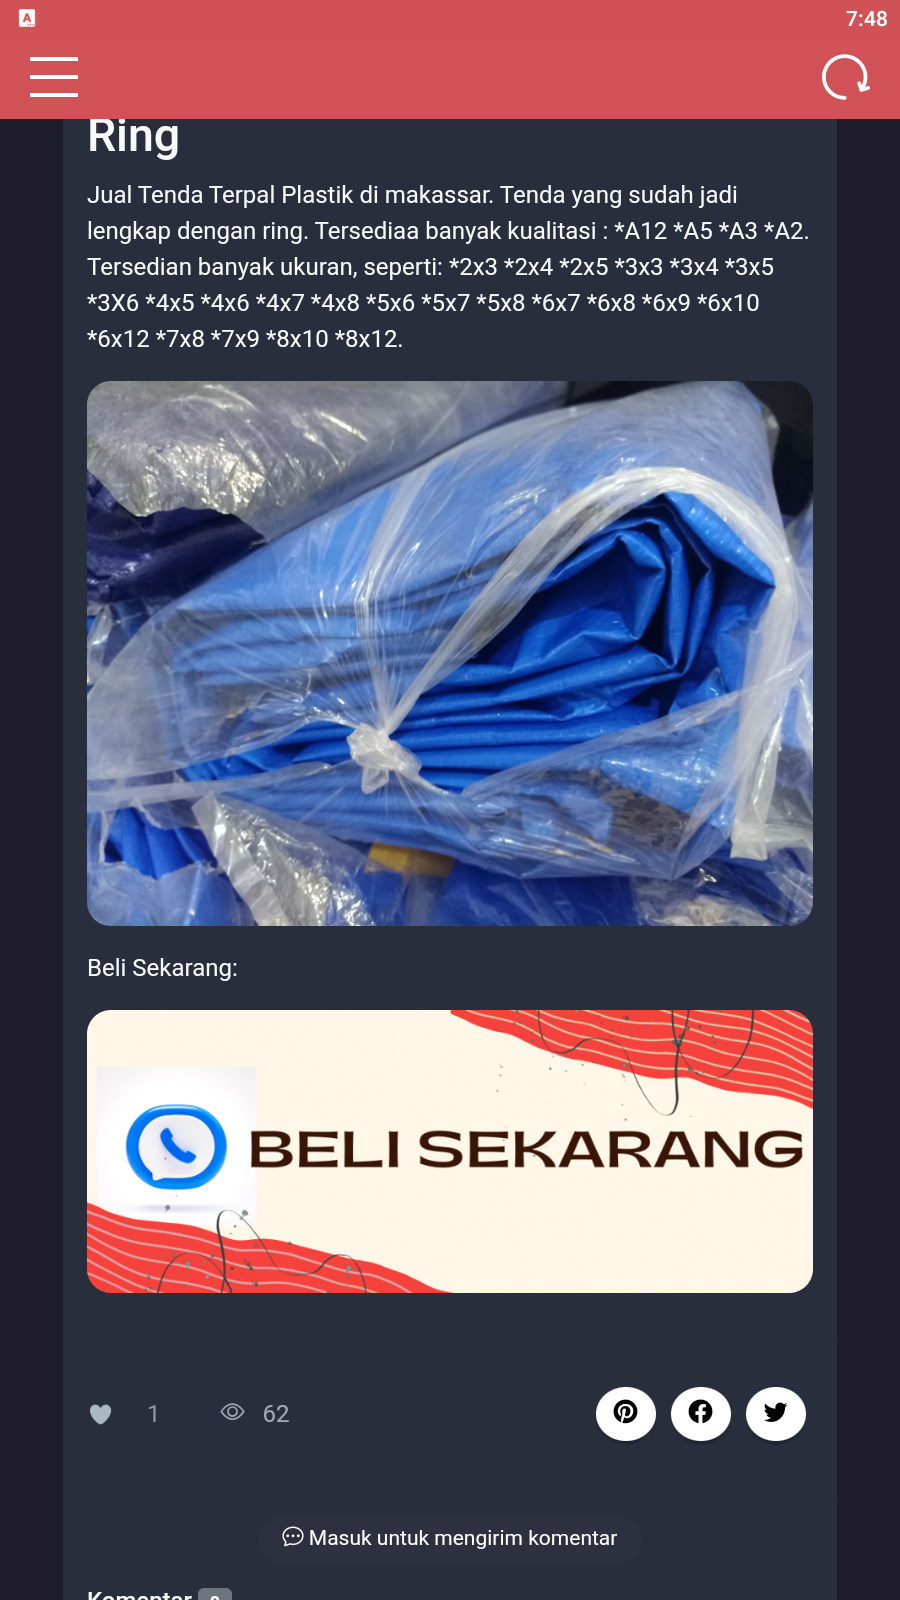 7:48
Ring
Jual Tenda Terpal Plastik di makassar. Tenda yang sudah jadi
lengkap dengan ring. Tersediaa banyak kualitasi : *A12 *A5 *A3 *A2.
Tersedian banyak ukuran, seperti: *2x3 *2x4 *2x5 *3x3 *3x4 *3x5
*3X6 *4x5 *4x6 *4x7 *4x8 *5x6 *5x7 *5x8 *6x7 *6x8 *6x9 *6x10
*6x12 *7x8 *7x9 *8x10 *8x12.
Beli Sekarang:
BELI SEKARANG
1 62
Masuk untuk mengirim komentar
Komentar